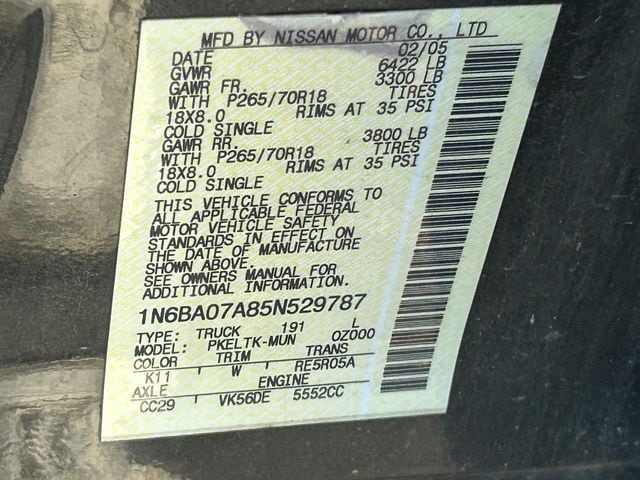 MFD BY NISSAN MOTOR CO., LTD
DATE 02/05
GVWR 6422 LB
GAWR FR. 3300 LB
WITH P265/70R18 TIRES
18X8.0 RIMS AT 35 PSI
COLD SINGLE
GAWR RR. 3800 LB
WITH P265/70R18 TIRES
18X8.0 RIMS AT 35 PSI
COLD SINGLE
THIS VEHICLE CONFORMS TO
ALL APPLICABLE FEDERAL
MOTOR VEHICLE SAFETY
STANDARDS IN EFFECT ON
THE DATE OF MANUFACTURE
SHOWN ABOVE.
SEE OWNERS MANUAL FOR
ADDITIONAL INFORMATION.
1N6BA07A85N529787
TYPE: TRUCK 191 L
MODEL: PKELTK-MUN 0Z000
COLOR TRIM TRANS
K11 W RE5R05A
AXLE ENGINE
CC29 VK56DE 5552CC